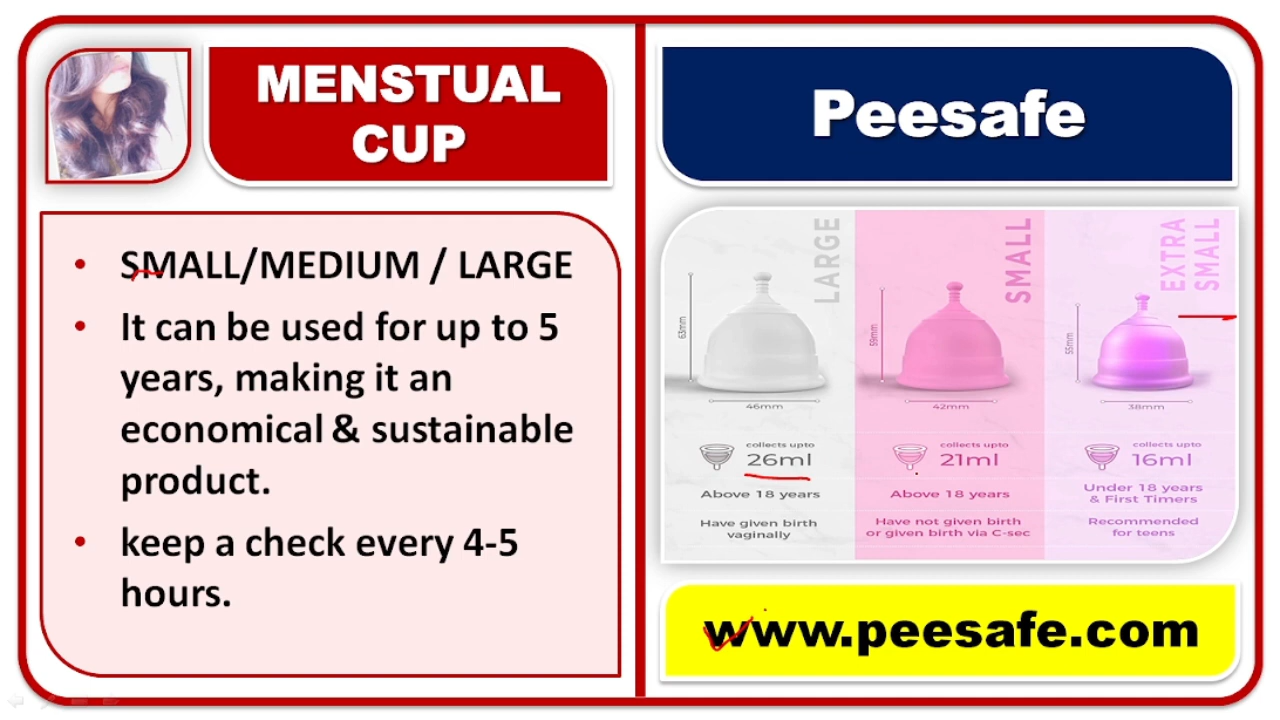 MENSTUAL
CUP
Peesafe
• SMALL/MEDIUM / LARGE
• It can be used for up to 5
years, making it an
economical & sustainable
product.
• keep a check every 4-5
hours.
LARGE
63mm
46mm
collects upto
26ml
Above 18 years
Have given birth
vaginally
SMALL
59mm
42mm
collects upto
21ml
Above 18 years
Have not given birth
or given birth via C-sec
EXTRA
SMALL
55mm
38mm
collects upto
16ml
Under 18 years
& First Timers
Recommended
for teens
www.peesafe.com